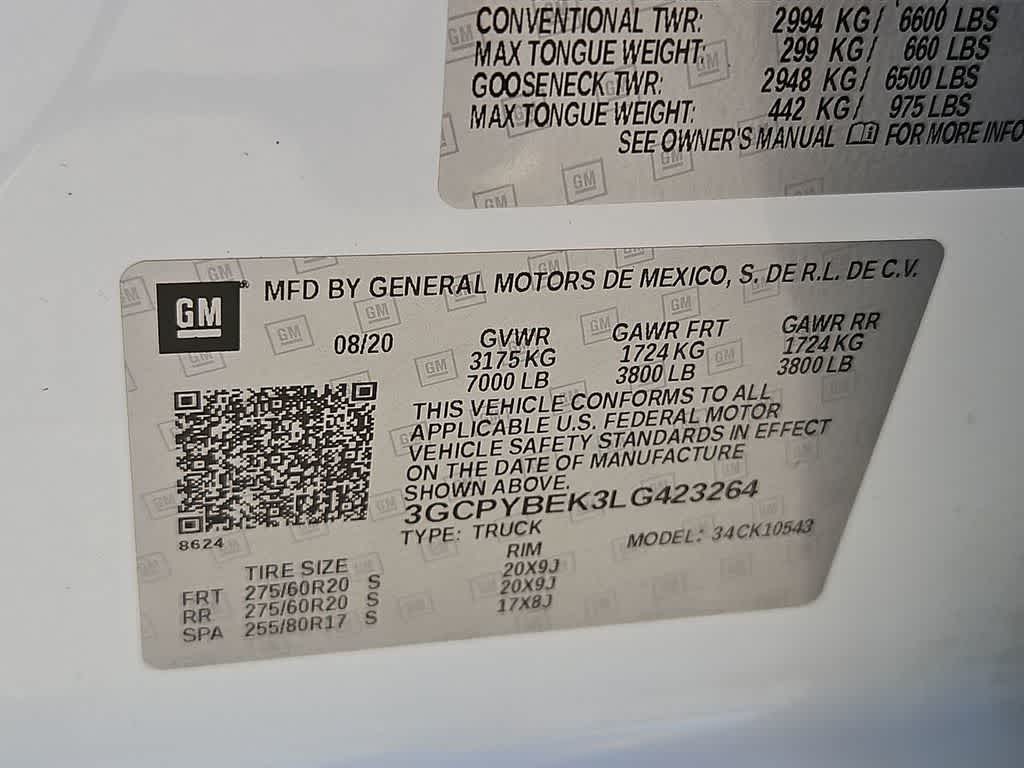 CONVENTIONAL TWR: 2994 KG/ 6600 LBS
MAX TONGUE WEIGHT: 299 KG/ 660 LBS
GOOSENECK TWR: 2948 KG/ 6500 LBS
MAX TONGUE WEIGHT: 442 KG/ 975 LBS
SEE OWNER'S MANUAL FOR MORE INFO
GM
MFD BY GENERAL MOTORS DE MEXICO, S. DE R.L. DE C.V.
08/20 GVWR GAWR FRT GAWR RR
3175 KG 1724 KG 1724 KG
7000 LB 3800 LB 3800 LB
THIS VEHICLE CONFORMS TO ALL
APPLICABLE U.S. FEDERAL MOTOR
VEHICLE SAFETY STANDARDS IN EFFECT
ON THE DATE OF MANUFACTURE
SHOWN ABOVE.
3GCPYBEK3LG423264
TYPE: TRUCK MODEL: 34CK10543
8624
TIRE SIZE RIM
FRT 275/60R20 S 20X9J
RR 275/60R20 S 20X9J
SPA 255/80R17 S 17X8J